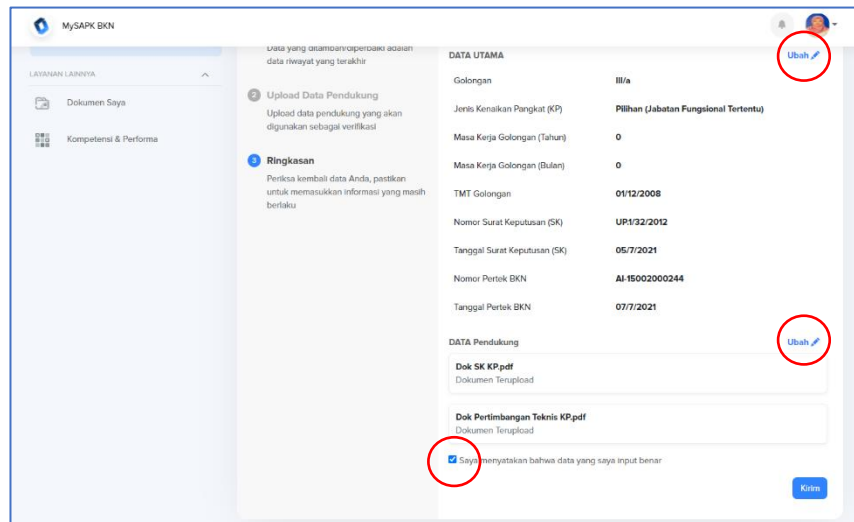 MySAPK BKN
LAYANAN LAINNYA
Dokumen Saya
Kompetensi & Performa
Data yang ditambah/diperbaiki adalah
data riwayat yang terakhir
2 Upload Data Pendukung
Upload data pendukung yang akan
digunakan sebagai verifikasi
3 Ringkasan
Periksa kembali data Anda, pastikan
untuk memasukkan informasi yang masih
berlaku
DATA UTAMA Ubah
Golongan III/a
Jenis Kenaikan Pangkat (KP) Pilihan (Jabatan Fungsional Tertentu)
Masa Kerja Golongan (Tahun) 0
Masa Kerja Golongan (Bulan) 0
TMT Golongan 01/12/2008
Nomor Surat Keputusan (SK) UP.1/32/2012
Tanggal Surat Keputusan (SK) 05/7/2021
Nomor Pertek BKN AI-15002000244
Tanggal Pertek BKN 07/7/2021
DATA Pendukung Ubah
Dok SK KP.pdf
Dokumen Terupload
Dok Pertimbangan Teknis KP.pdf
Dokumen Terupload
Saya menyatakan bahwa data yang saya input benar
Kirim